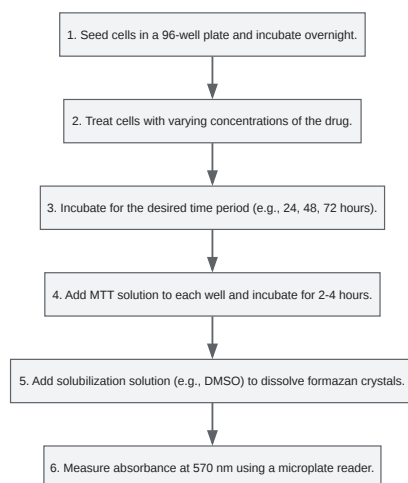 1. Seed cells in a 96-well plate and incubate overnight.
2. Treat cells with varying concentrations of the drug.
3. Incubate for the desired time period (e.g., 24, 48, 72 hours).
4. Add MTT solution to each well and incubate for 2-4 hours.
5. Add solubilization solution (e.g., DMSO) to dissolve formazan crystals.
6. Measure absorbance at 570 nm using a microplate reader.